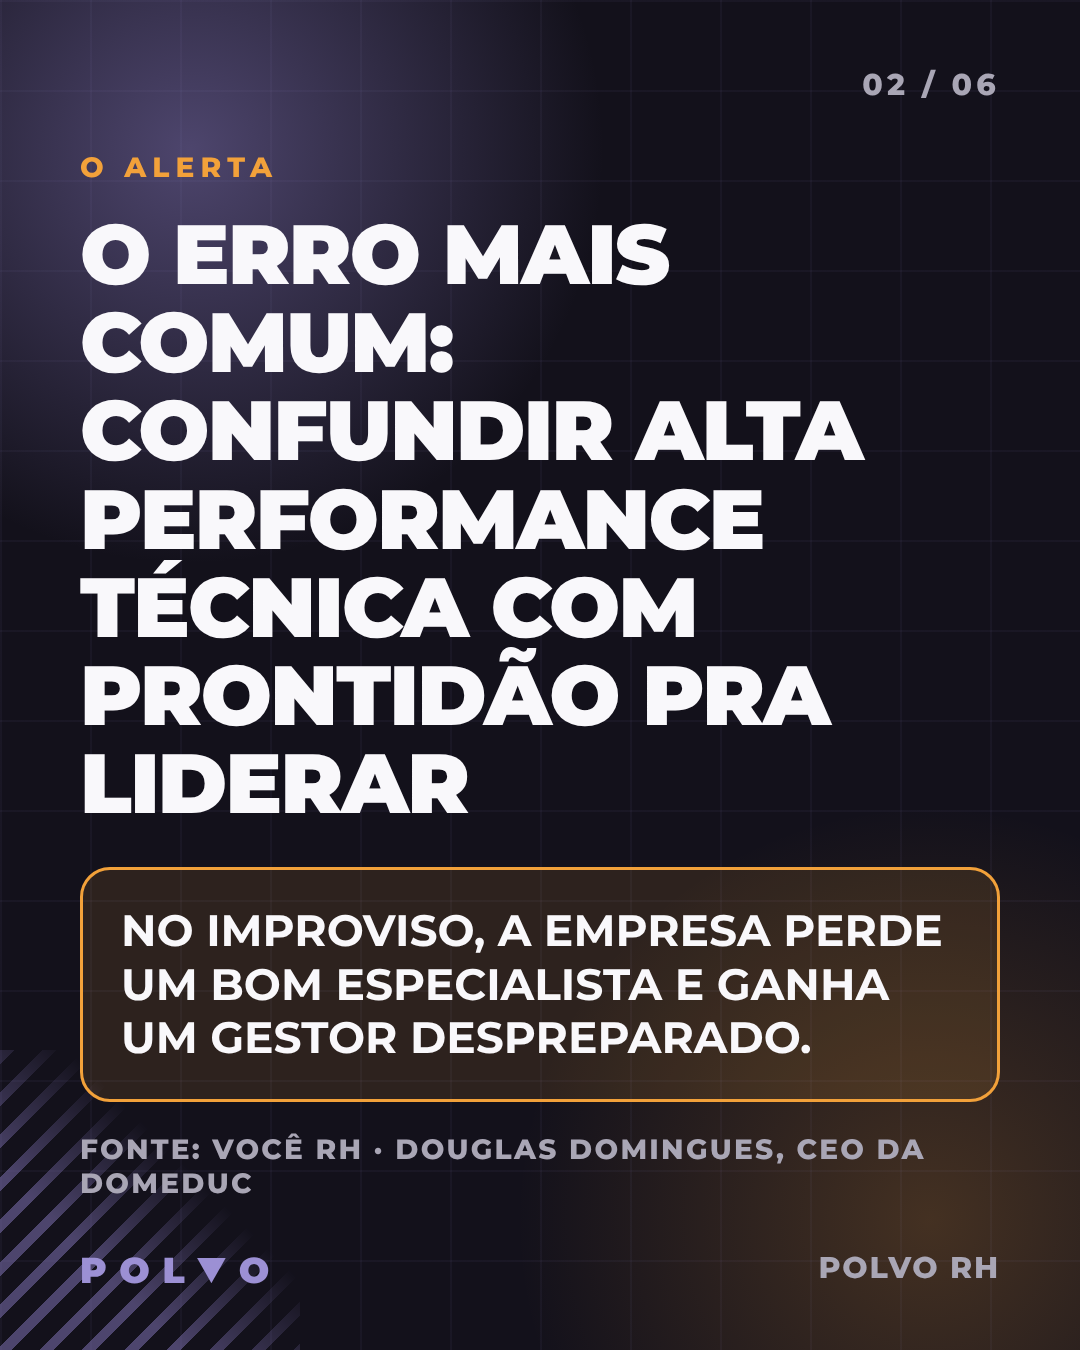 02 / 06
O ALERTA
O ERRO MAIS
COMUM:
CONFUNDIR ALTA
PERFORMANCE
TÉCNICA COM
PRONTIDÃO PRA
LIDERAR
NO IMPROVISO, A EMPRESA PERDE
UM BOM ESPECIALISTA E GANHA
UM GESTOR DESPREPARADO.
FONTE: VOCÊ RH · DOUGLAS DOMINGUES, CEO DA
DOMEDUC
POLVO
POLVO RH